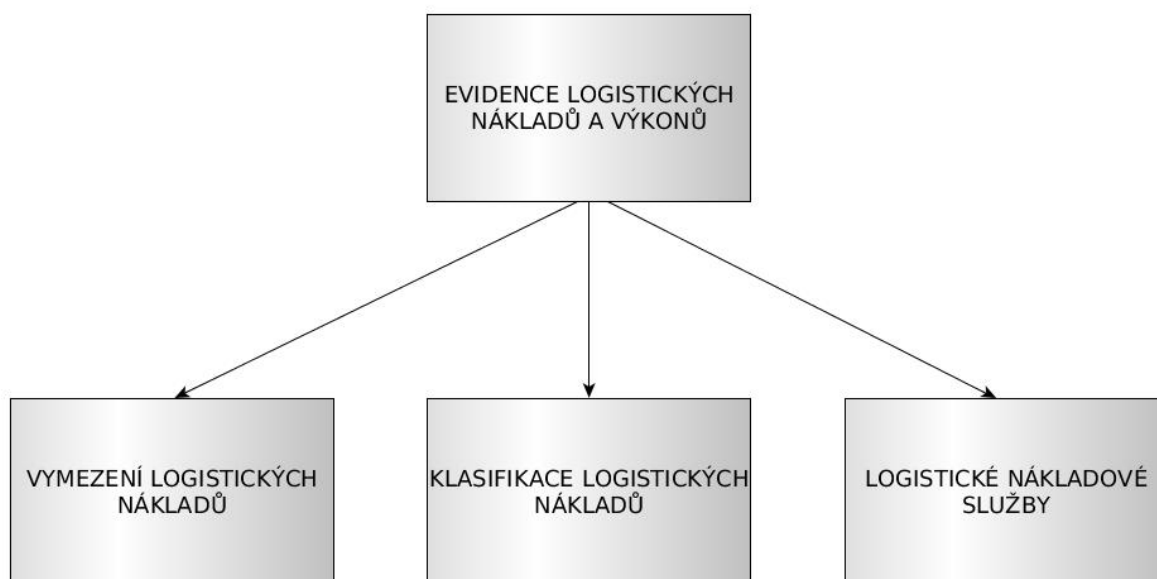 EVIDENCE LOGISTICKÝCH
NÁKLADŮ A VÝKONŮ
VYMEZENÍ LOGISTICKÝCH
NÁKLADŮ
KLASIFIKACE LOGISTICKÝCH
NÁKLADŮ
LOGISTICKÉ NÁKLADOVÉ
SLUŽBY